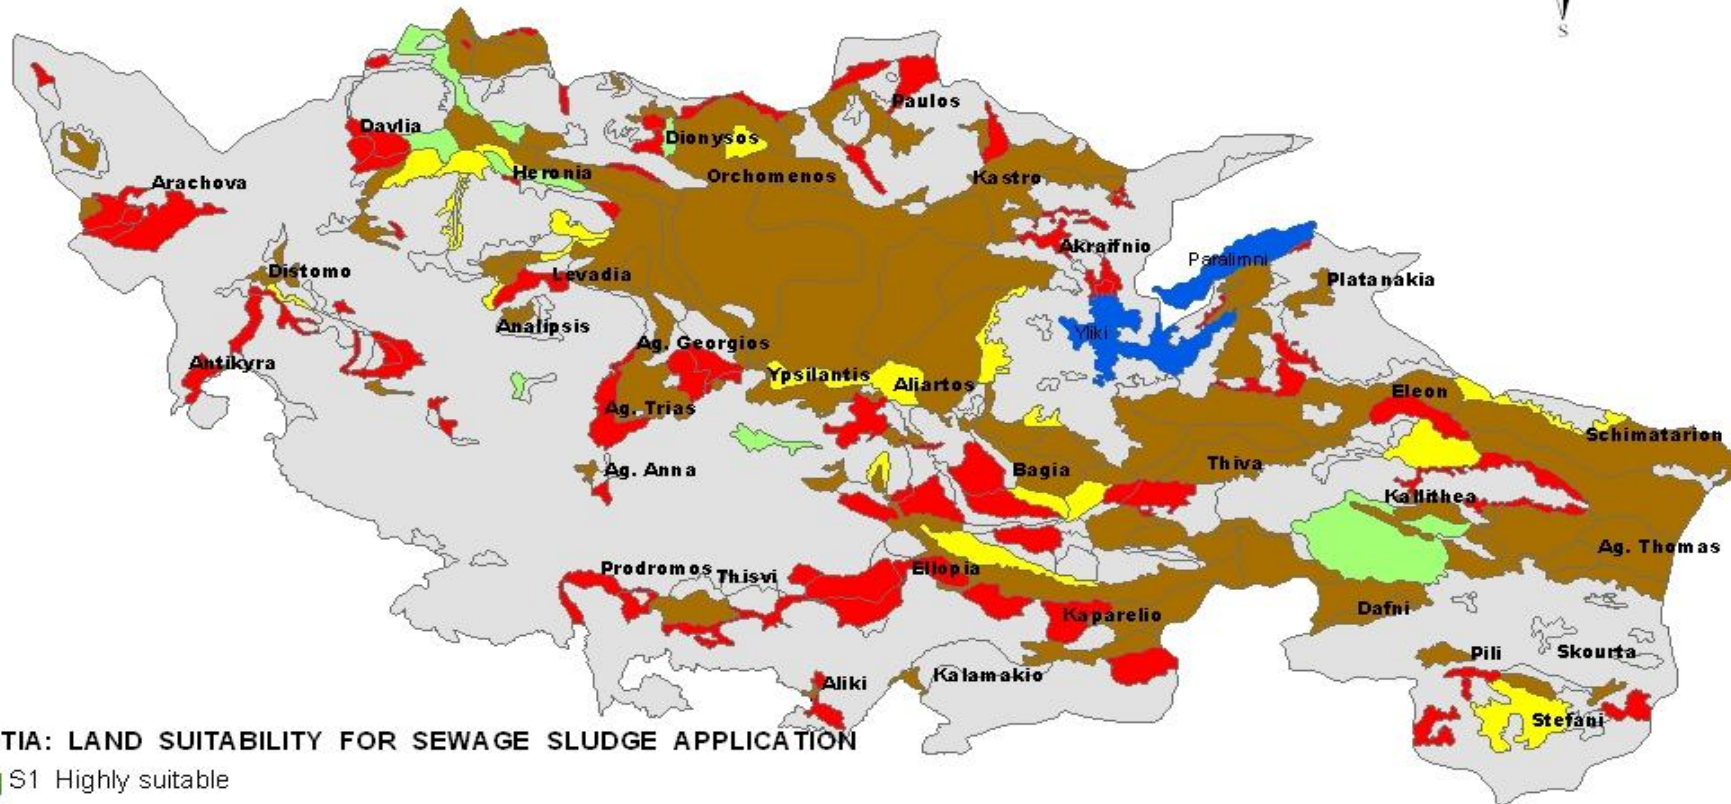 S
Paulos
Davlia
Dionysos
Heronia
Orchomenos
Kastro
Arachova
Akraifnio
Paralimni
Distomo
Levadia
Platanakia
Analipsis
Yliki
Ag. Georgios
Antikyra
Ypsilantis
Aliartos
Eleon
Ag. Trias
Schimatarion
Ag. Anna
Bagia
Thiva
Kallithea
Ag. Thomas
Prodromos
Thisvi
Ellopia
Kaparelio
Dafni
Pili
Skourta
Aliki
Kalamakio
Stefani
TIA: LAND SUITABILITY FOR SEWAGE SLUDGE APPLICATION
S1 Highly suitable